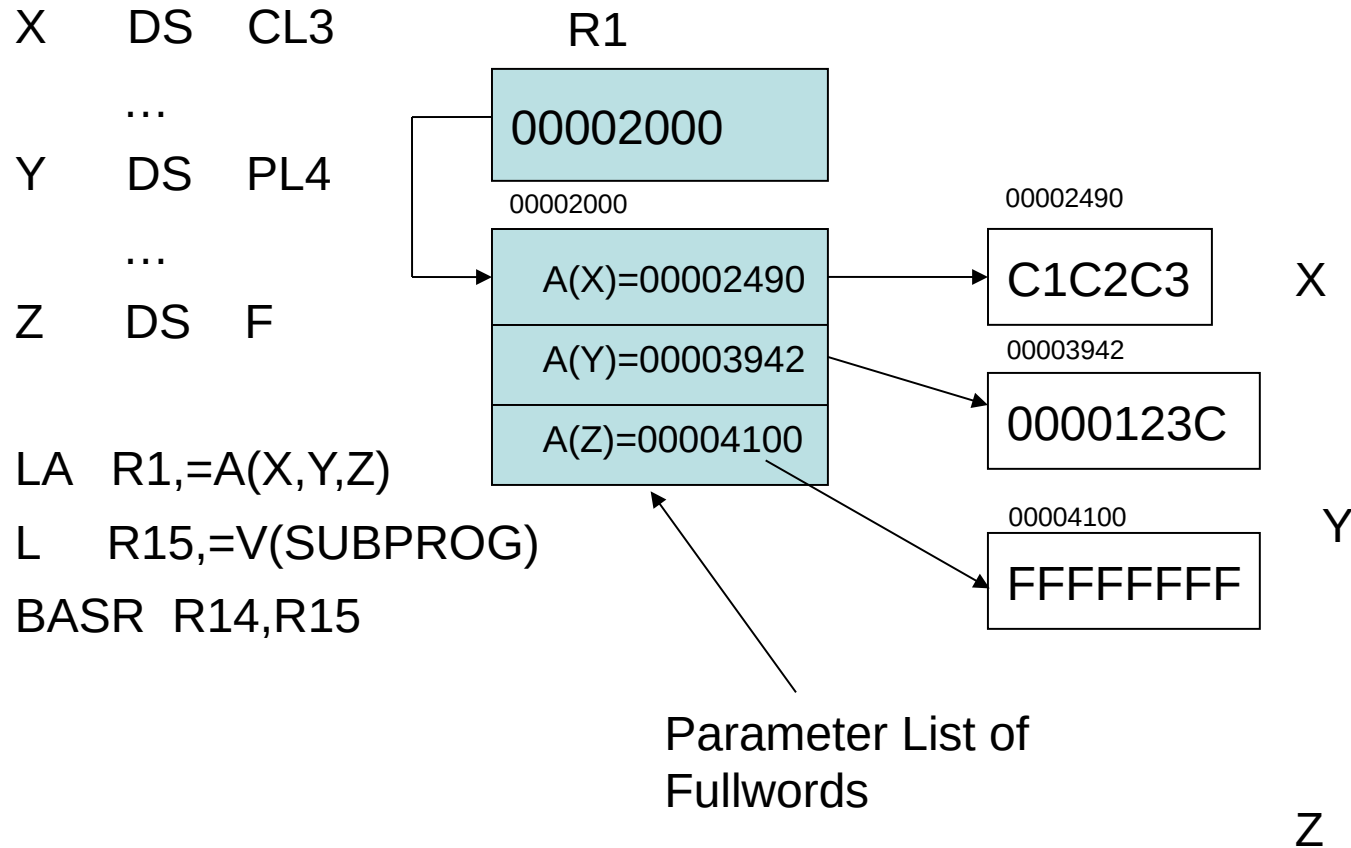 X DS CL3
…
Y DS PL4
…
Z DS F
LA R1,=A(X,Y,Z)
L R15,=V(SUBPROG)
BASR R14,R15
R1
00002000
00002000
A(X)=00002490
A(Y)=00003942
A(Z)=00004100
00002490
C1C2C3
X
00003942
0000123C
Y
00004100
FFFFFFFF
Z
Parameter List of
Fullwords